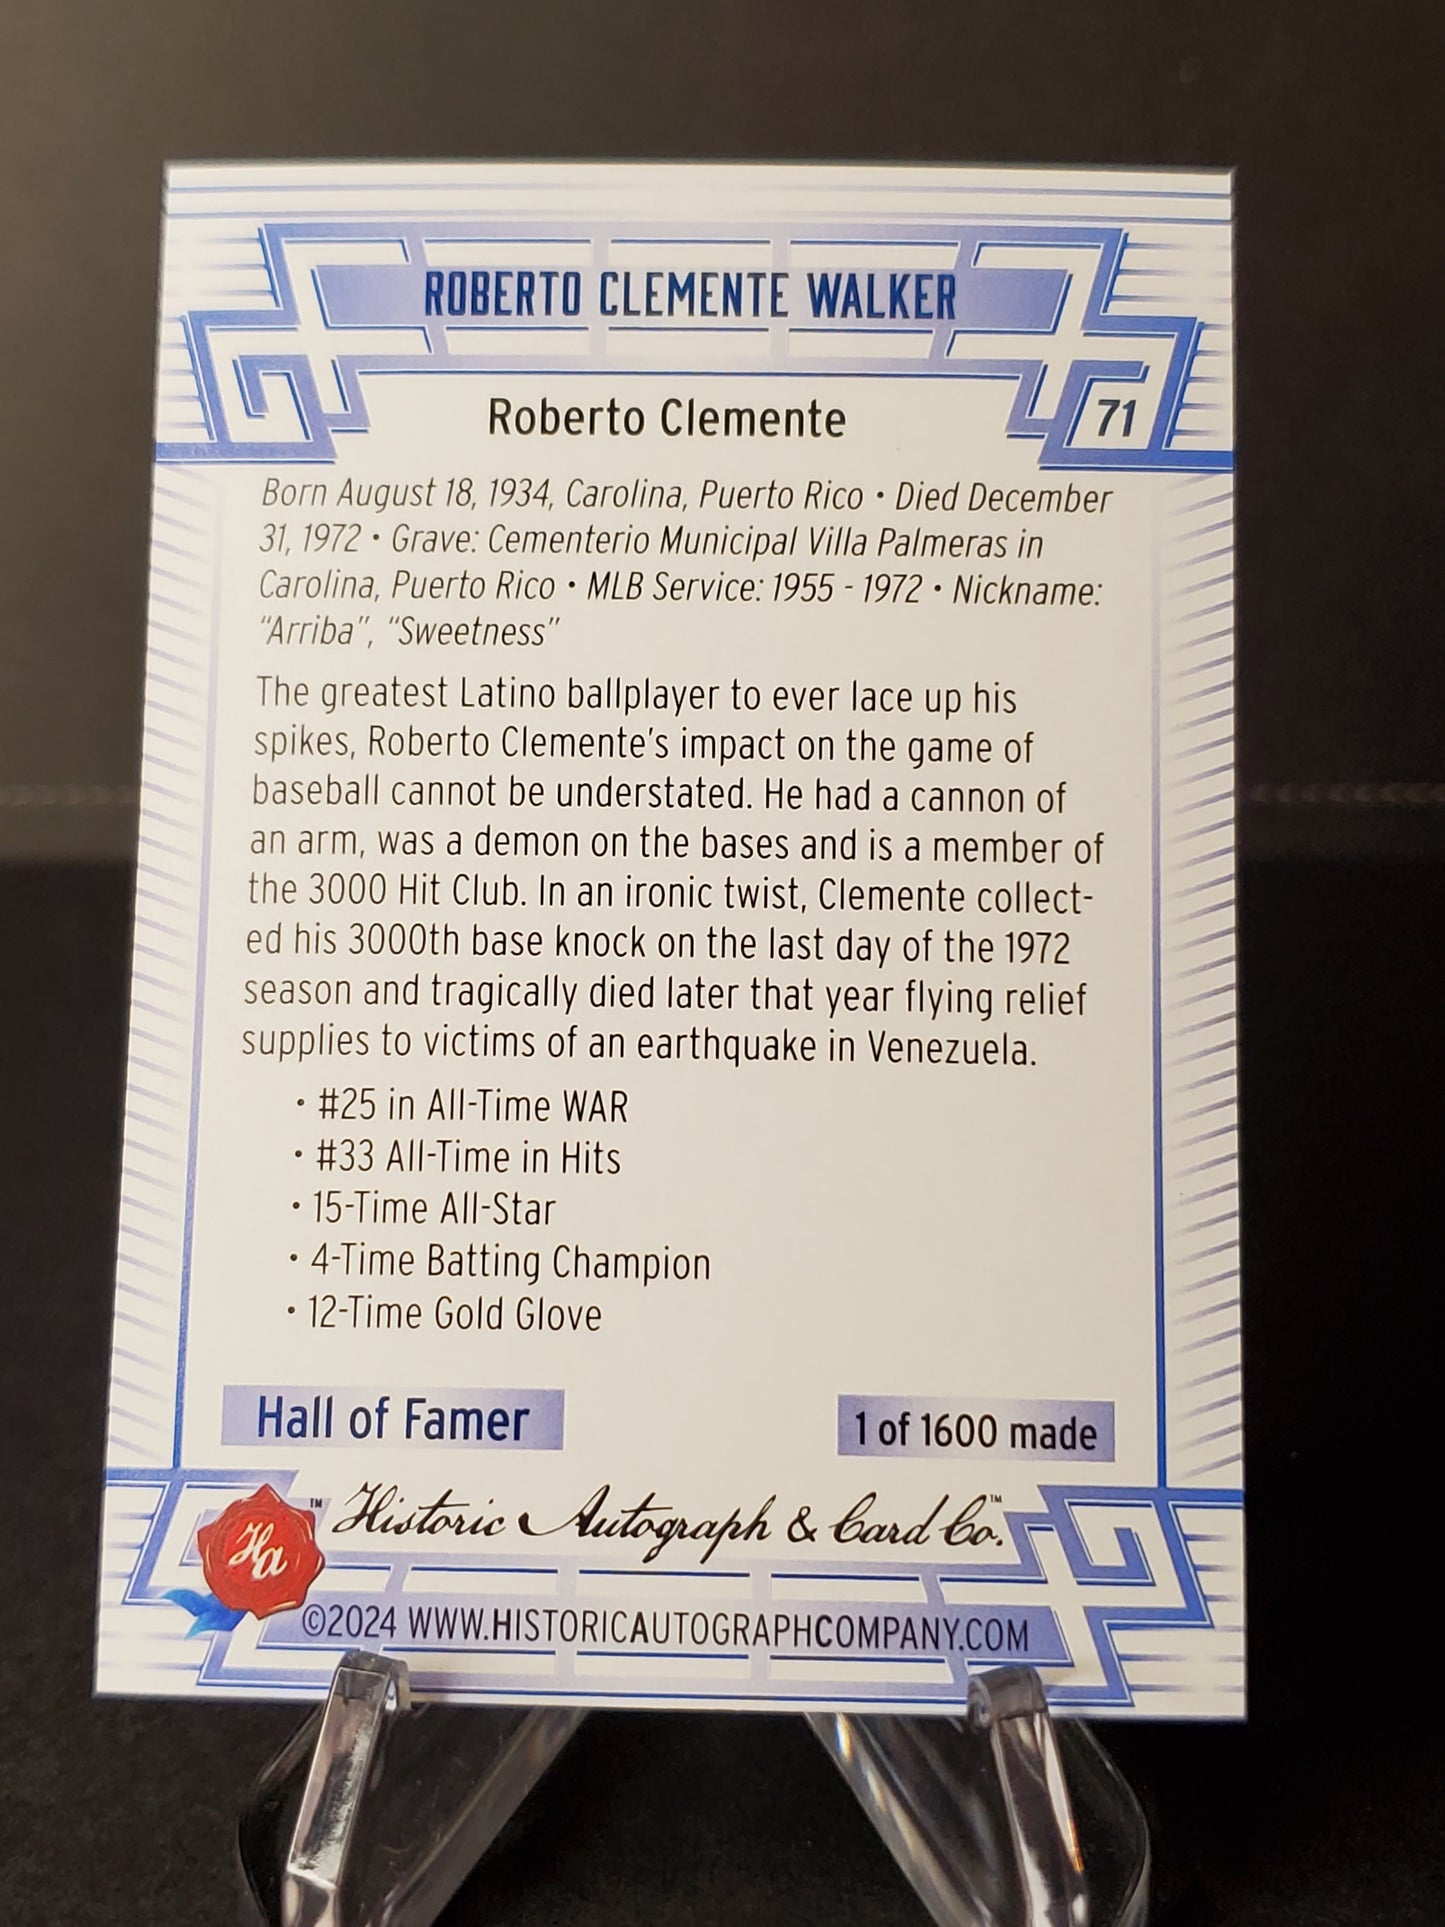 ROBERTO CLEMENTE WALKER
Roberto Clemente
71
Born August 18, 1934, Carolina, Puerto Rico • Died December
31, 1972 • Grave: Cementerio Municipal Villa Palmeras in
Carolina, Puerto Rico • MLB Service: 1955 - 1972 • Nickname:
“Arriba”, “Sweetness”
The greatest Latino ballplayer to ever lace up his
spikes, Roberto Clemente’s impact on the game of
baseball cannot be understated. He had a cannon of
an arm, was a demon on the bases and is a member of
the 3000 Hit Club. In an ironic twist, Clemente collect-
ed his 3000th base knock on the last day of the 1972
season and tragically died later that year flying relief
supplies to victims of an earthquake in Venezuela.
• #25 in All-Time WAR
• #33 All-Time in Hits
• 15-Time All-Star
• 4-Time Batting Champion
• 12-Time Gold Glove
Hall of Famer
1 of 1600 made
Ha ™ Historic Autograph & Card Co.™
©2024 WWW.HISTORICAUTOGRAPHCOMPANY.COM